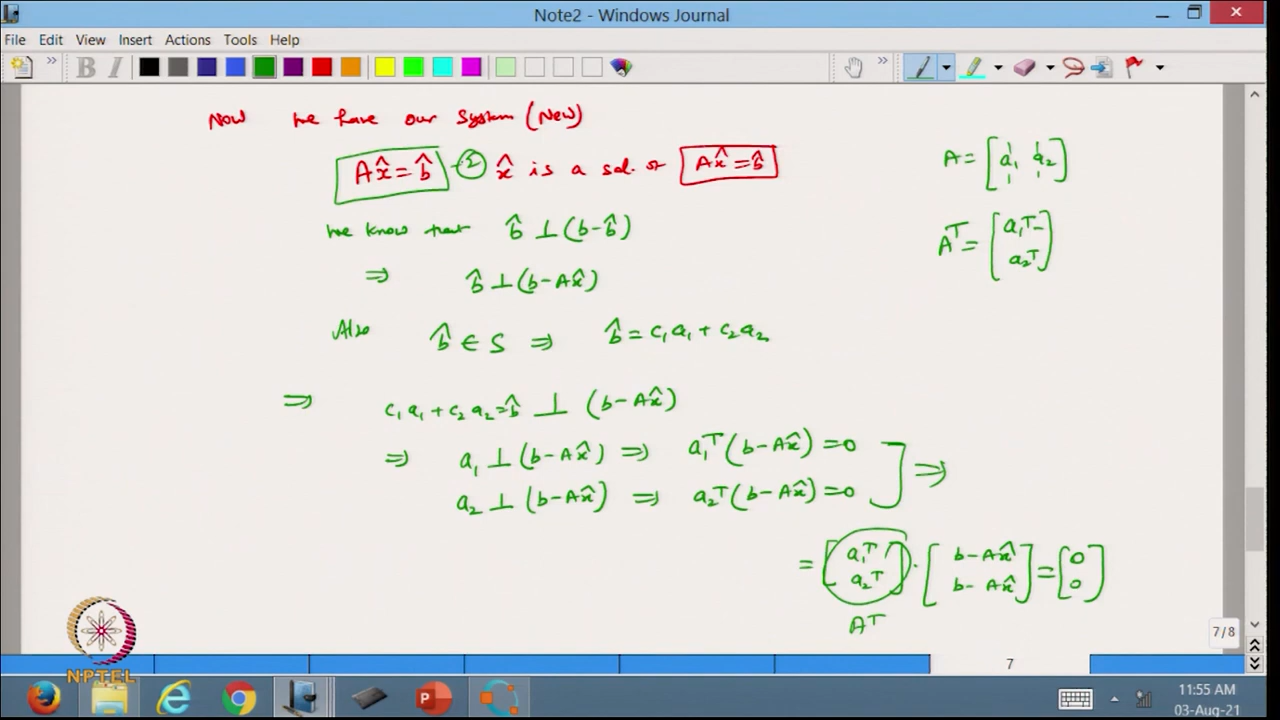 Note2 - Windows Journal
File Edit View Insert Actions Tools Help
B I
Now we have our system (New)
Ax̂ = b̂ - ② x̂ is a sol. of Ax̂ = b̂
We know that b̂ ⊥ (b - b̂)
⇒ b̂ ⊥ (b - Ax̂)
Also b̂ ∈ S ⇒ b̂ = c₁a₁ + c₂a₂
⇒ c₁a₁ + c₂a₂ = b̂ ⊥ (b - Ax̂)
⇒ a₁ ⊥ (b - Ax̂) ⇒ a₁ᵀ(b - Ax̂) = 0
a₂ ⊥ (b - Ax̂) ⇒ a₂ᵀ(b - Ax̂) = 0 ] ⇒
= [a₁ᵀ
a₂ᵀ] · [b - Ax̂
b - Ax̂] = [0
0]
Aᵀ
A = [a₁ a₂]
Aᵀ = [a₁ᵀ-
a₂ᵀ]
7/8
7
NPTEL
11:55 AM
03-Aug-21